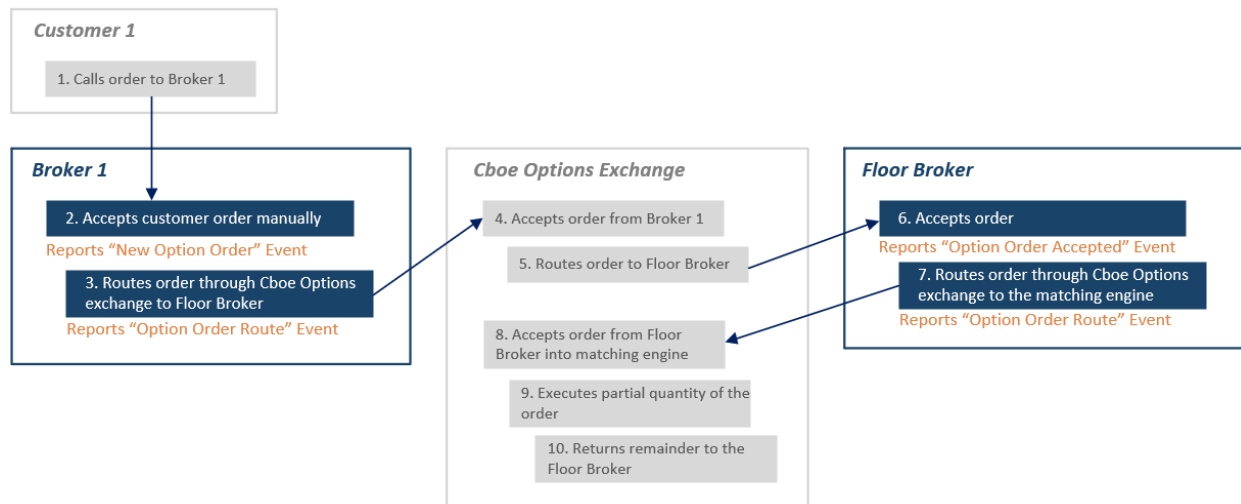 Customer 1
1. Calls order to Broker 1
Broker 1
2. Accepts customer order manually
Reports “New Option Order” Event
3. Routes order through Cboe Options
exchange to Floor Broker
Reports “Option Order Route” Event
Cboe Options Exchange
4. Accepts order from Broker 1
5. Routes order to Floor Broker
Floor Broker
6. Accepts order
Reports “Option Order Accepted” Event
7. Routes order through Cboe Options
exchange to the matching engine
Reports “Option Order Route” Event
8. Accepts order from Floor
Broker into matching engine
9. Executes partial quantity of the
order
10. Returns remainder to the
Floor Broker